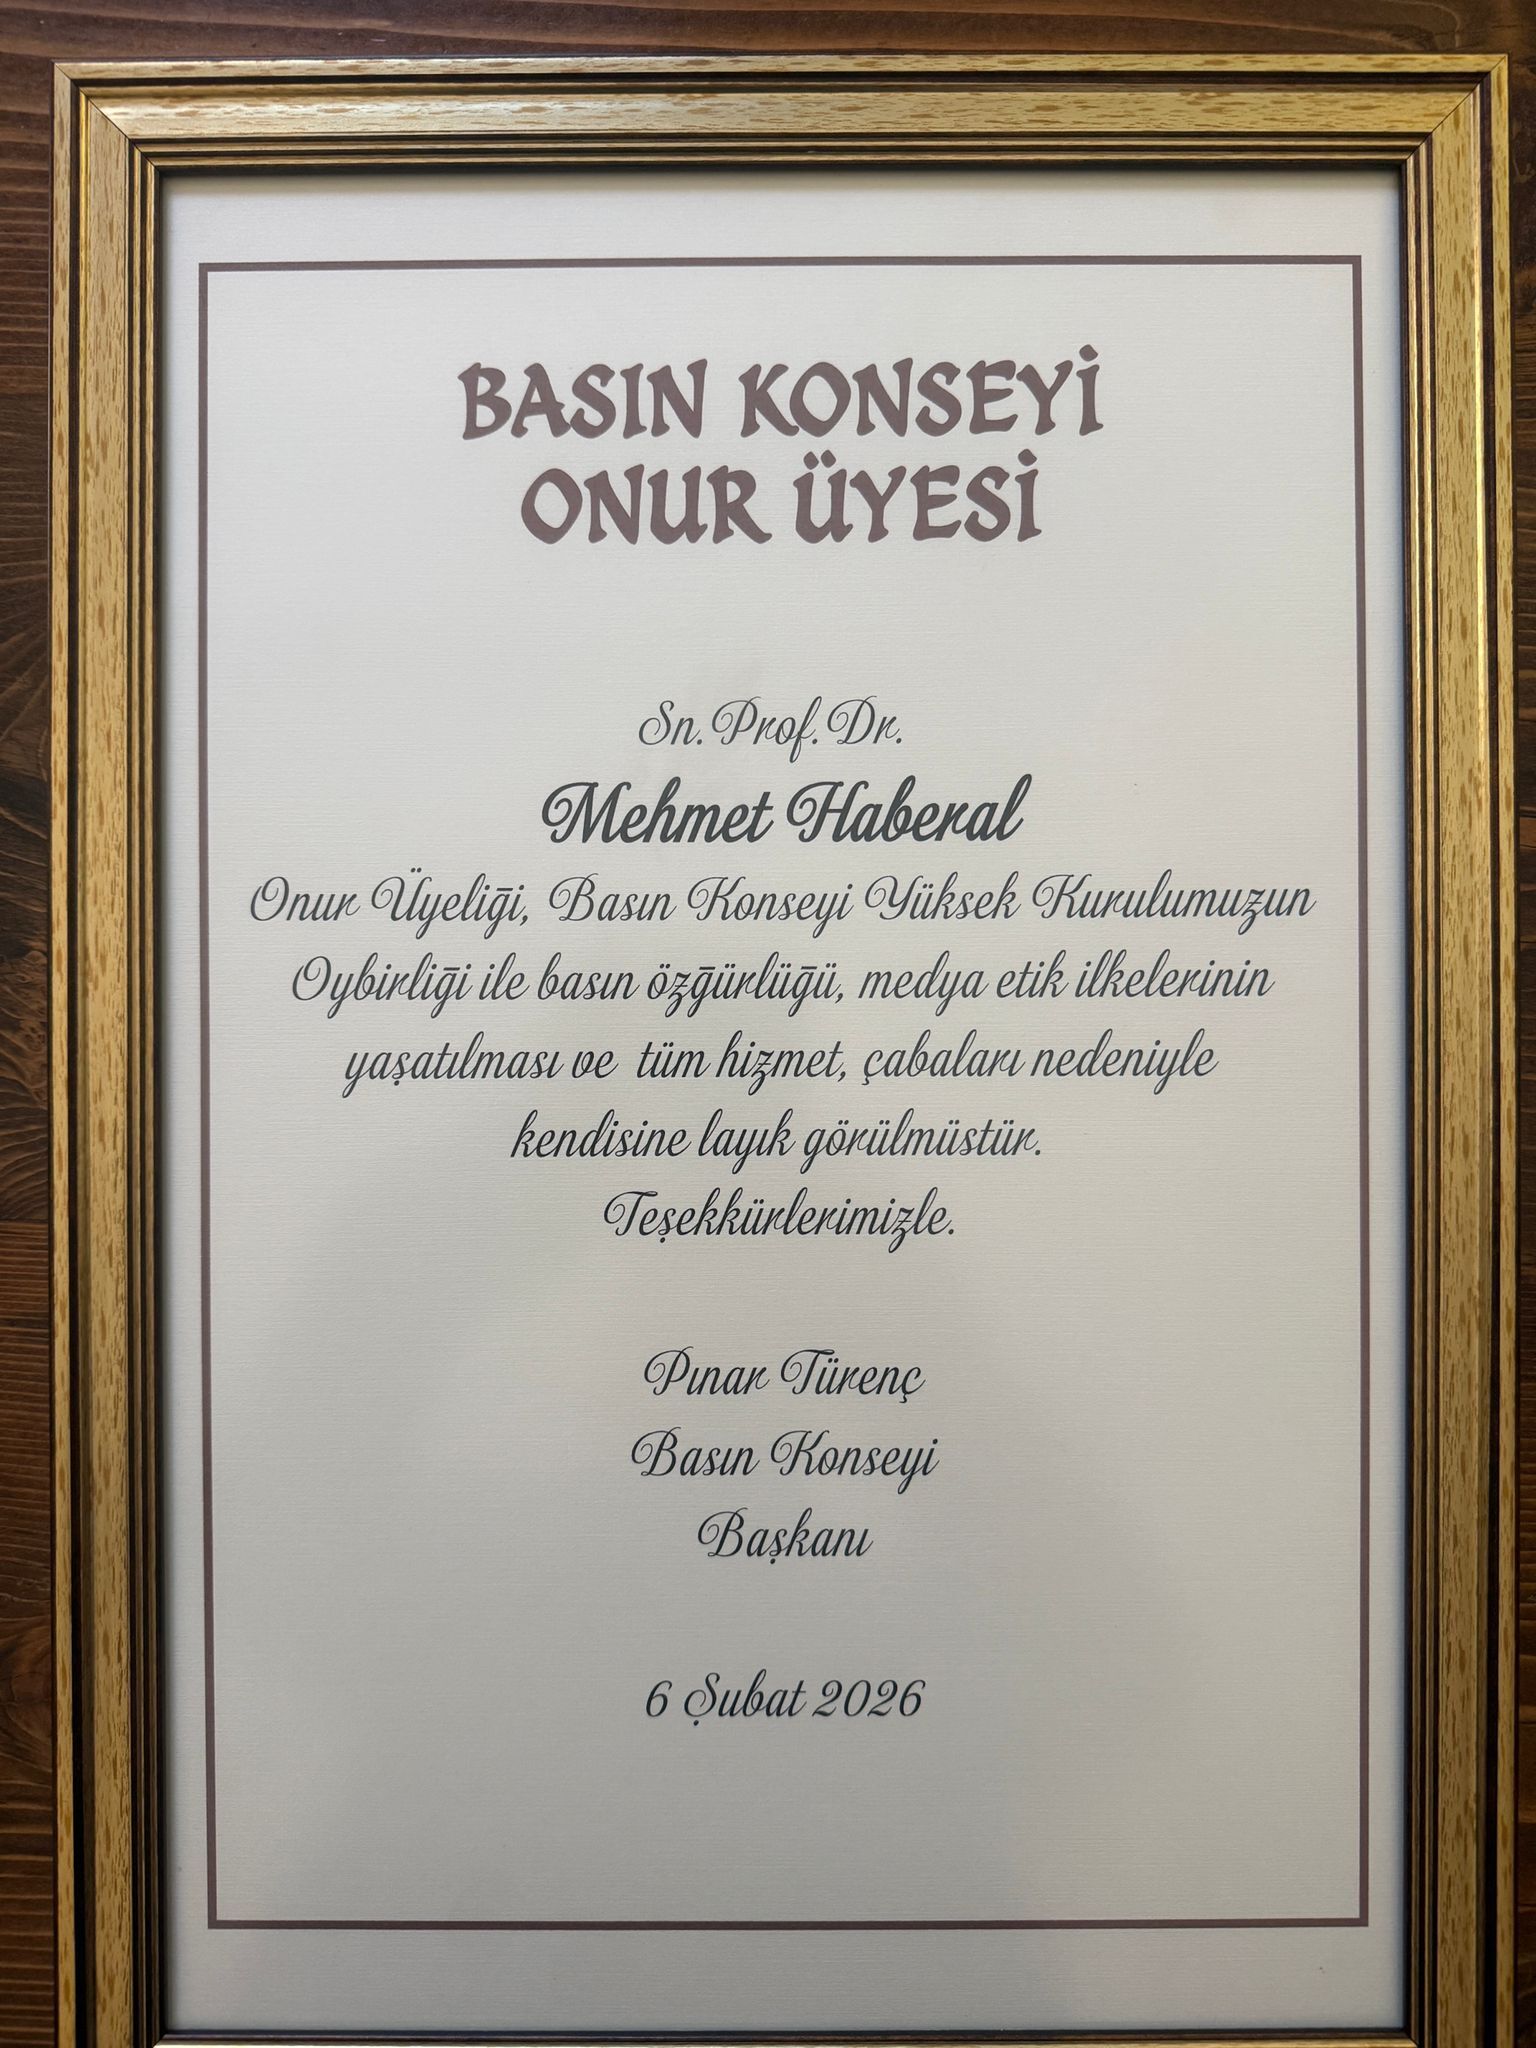 BASIN KONSEYİ
ONUR ÜYESİ
Sn. Prof. Dr.
Mehmet Haberal
Onur Üyeliği, Basın Konseyi Yüksek Kurulumuzun
Oybirliği ile basın özğürlüğü, medya etik ilkelerinin
yaşatılması ve tüm hizmet, çabaları nedeniyle
kendisine layık görülmüstür.
Teşekkürlerimizle.
Pınar Türenç
Basın Konseyi
Başkanı
6 Şubat 2026